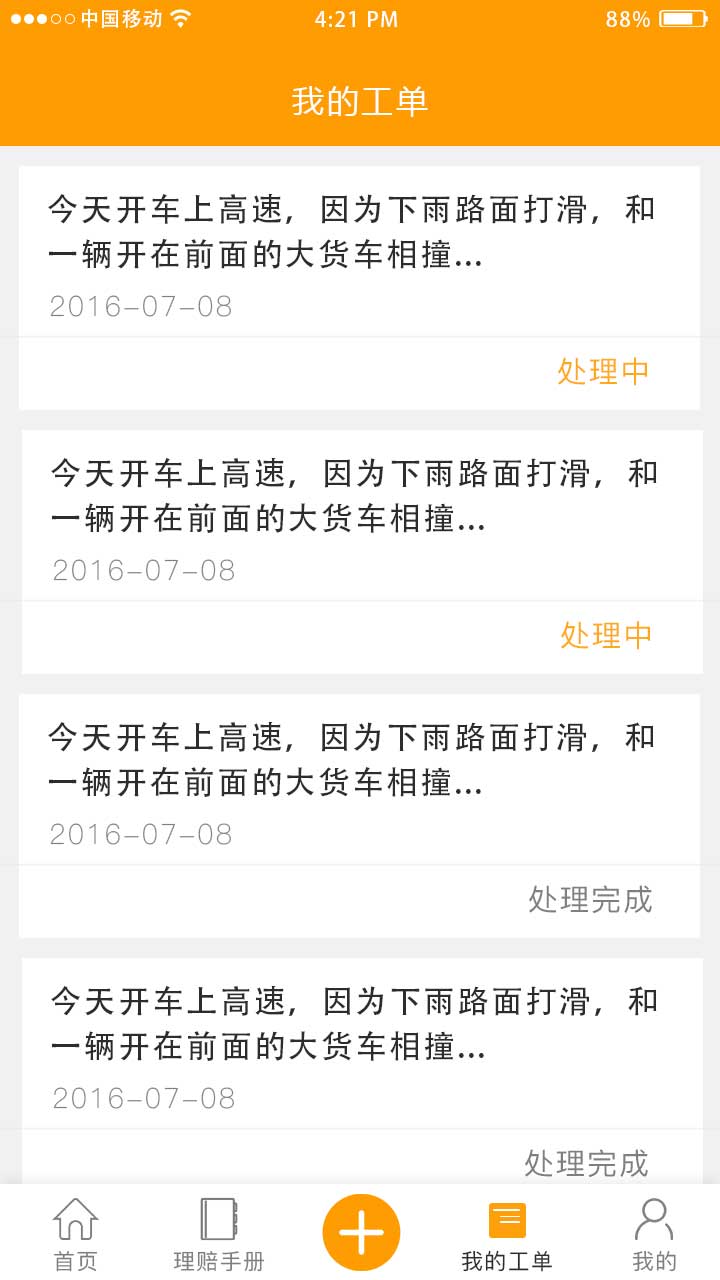 中国移动 4:21 PM 88%
我的工单
今天开车上高速，因为下雨路面打滑，和
一辆开在前面的大货车相撞...
2016-07-08
处理中
今天开车上高速，因为下雨路面打滑，和
一辆开在前面的大货车相撞...
2016-07-08
处理中
今天开车上高速，因为下雨路面打滑，和
一辆开在前面的大货车相撞...
2016-07-08
处理完成
今天开车上高速，因为下雨路面打滑，和
一辆开在前面的大货车相撞...
2016-07-08
处理完成
首页 理赔手册 我的工单 我的